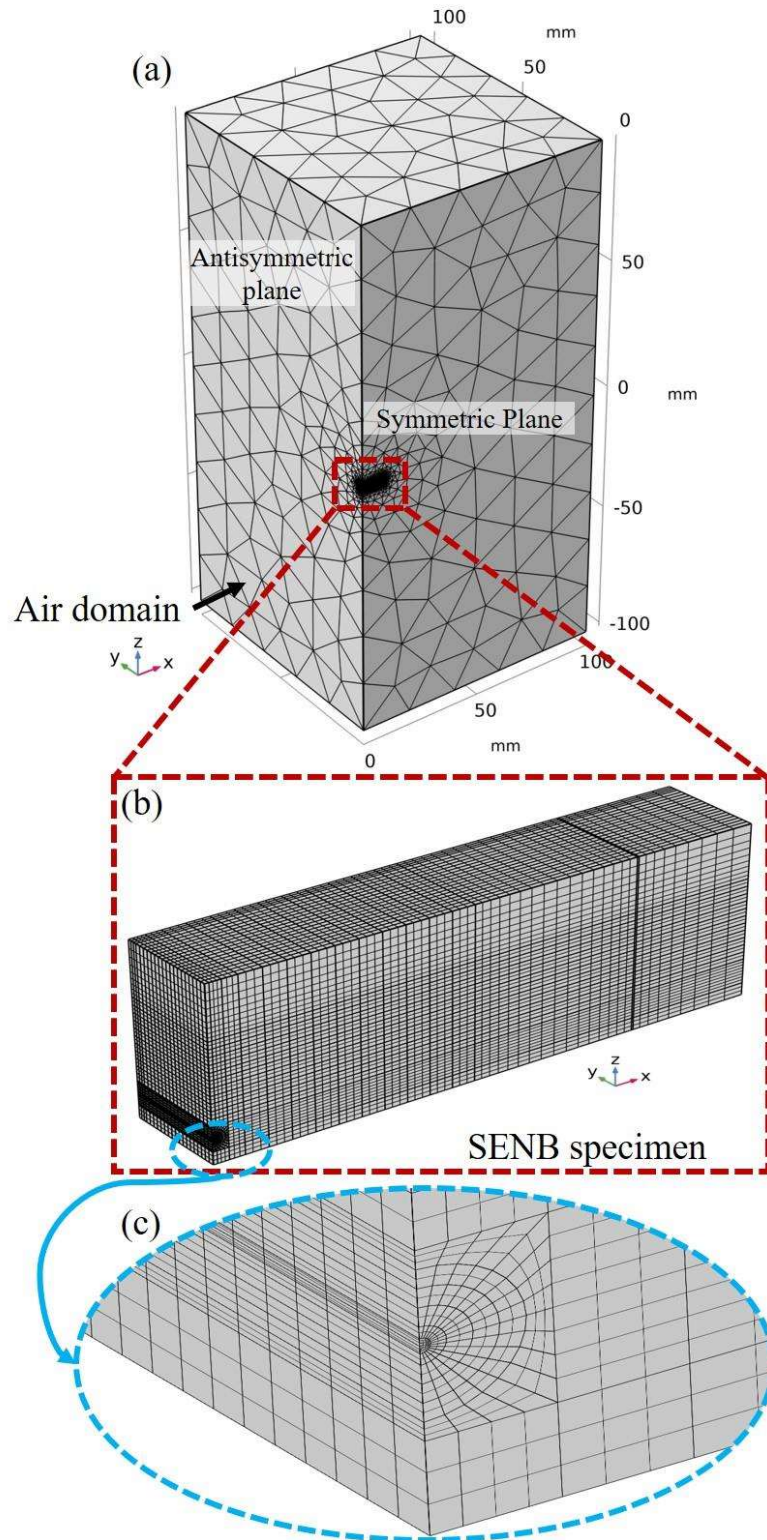 100
mm
(a)
50
0
Antisymmetric
plane
50
0
mm
Symmetric Plane
-50
Air domain
-100
z
y
x
100
50
mm
0
(b)
z
y
x
SENB specimen
(c)